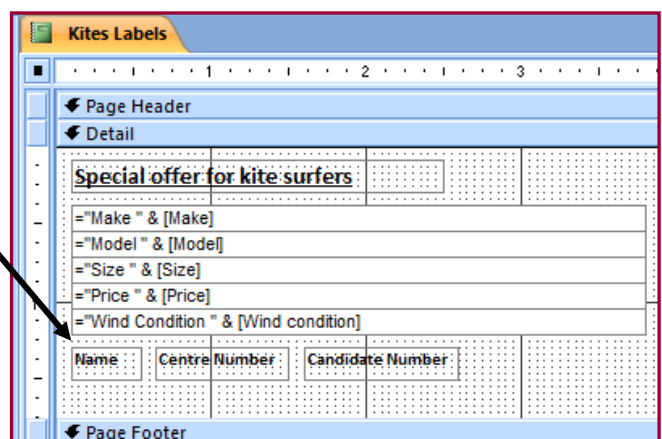 Kites Labels
1 2 3
Page Header
Detail
Special offer for kite surfers
="Make " & [Make]
="Model " & [Model]
="Size " & [Size]
="Price " & [Price]
="Wind Condition " & [Wind condition]
Name Centre Number Candidate Number
Page Footer